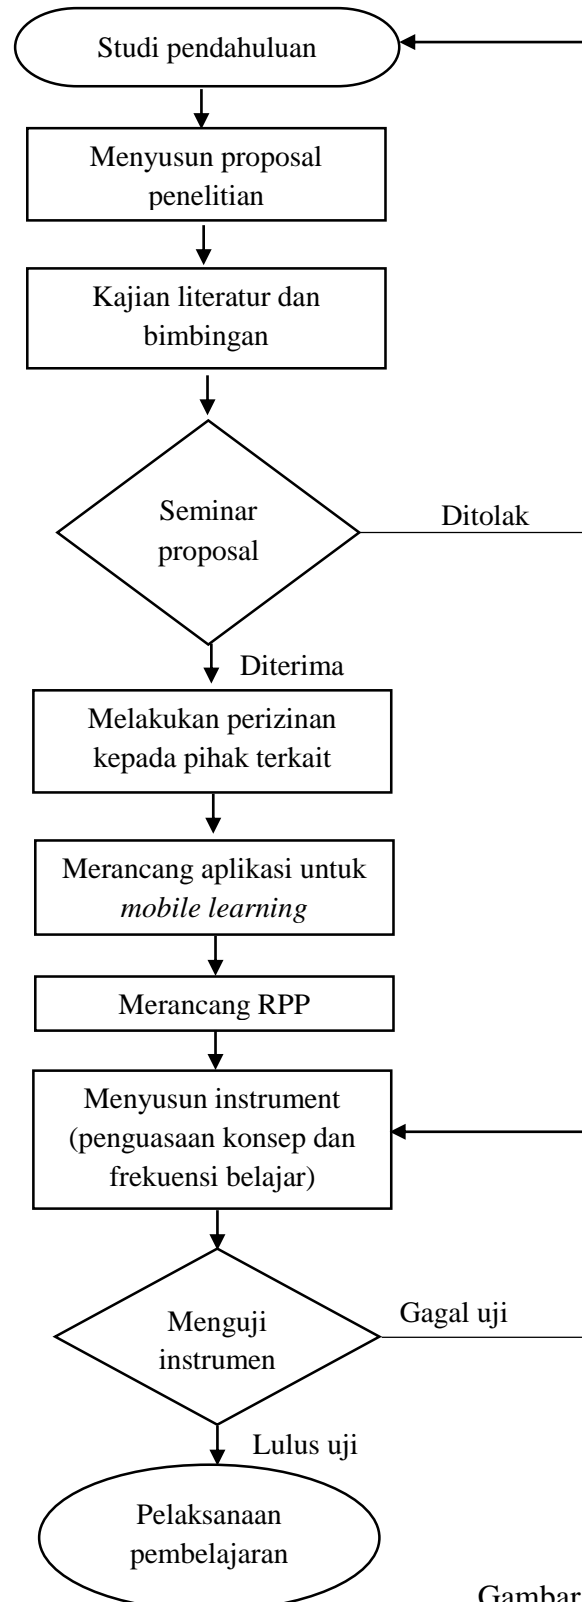 Studi pendahuluan
Menyusun proposal
penelitian
Kajian literatur dan
bimbingan
Seminar
proposal
Ditolak
Diterima
Melakukan perizinan
kepada pihak terkait
Merancang aplikasi untuk
mobile learning
Merancang RPP
Menyusun instrument
(penguasaan konsep dan
frekuensi belajar)
Menguji
instrumen
Gagal uji
Lulus uji
Pelaksanaan
pembelajaran
Gambar